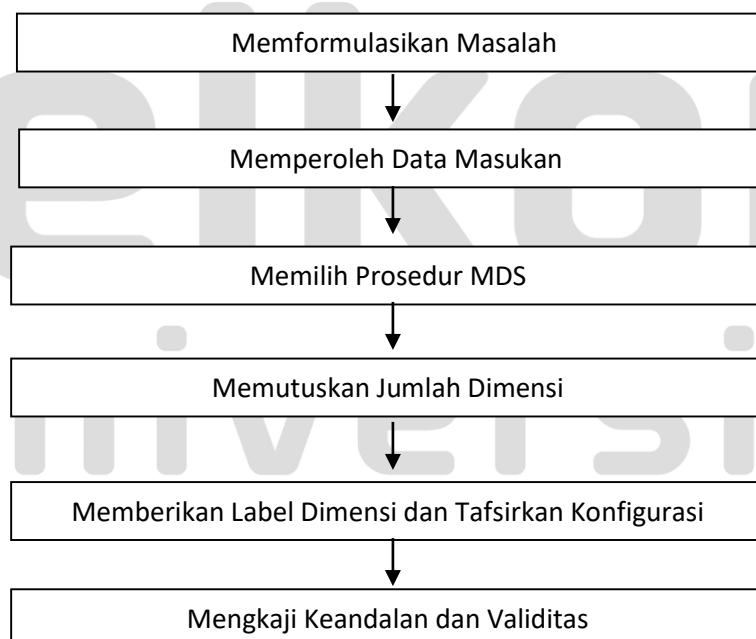 Memformulasikan Masalah
Memperoleh Data Masukan
Memilih Prosedur MDS
Memutuskan Jumlah Dimensi
Memberikan Label Dimensi dan Tafsirkan Konfigurasi
Mengkaji Keandalan dan Validitas